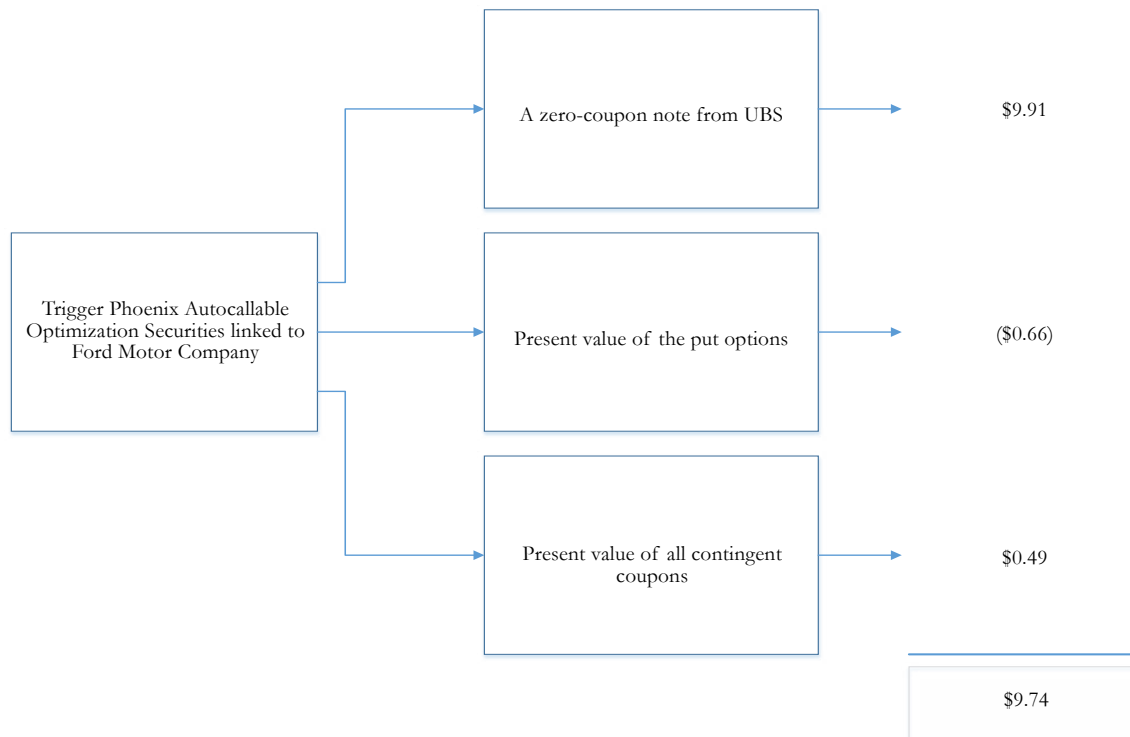 A zero-coupon note from UBS
$9.91
Trigger Phoenix Autocallable
Optimization Securities linked to
Ford Motor Company
Present value of the put options
($0.66)
Present value of all contingent
coupons
$0.49
$9.74